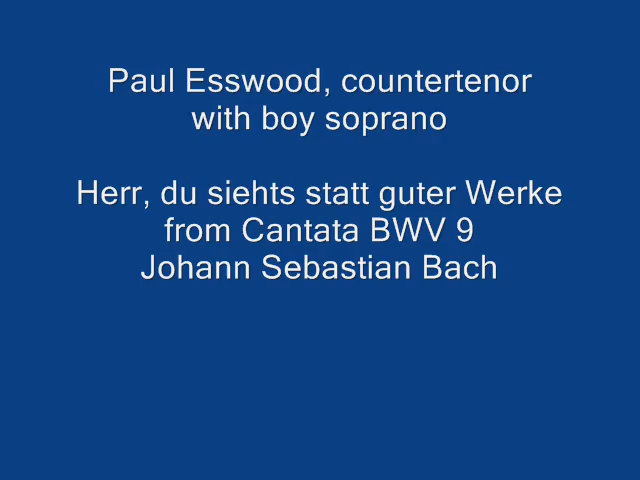 Paul Esswood, countertenor
with boy soprano
Herr, du siehts statt guter Werke
from Cantata BWV 9
Johann Sebastian Bach